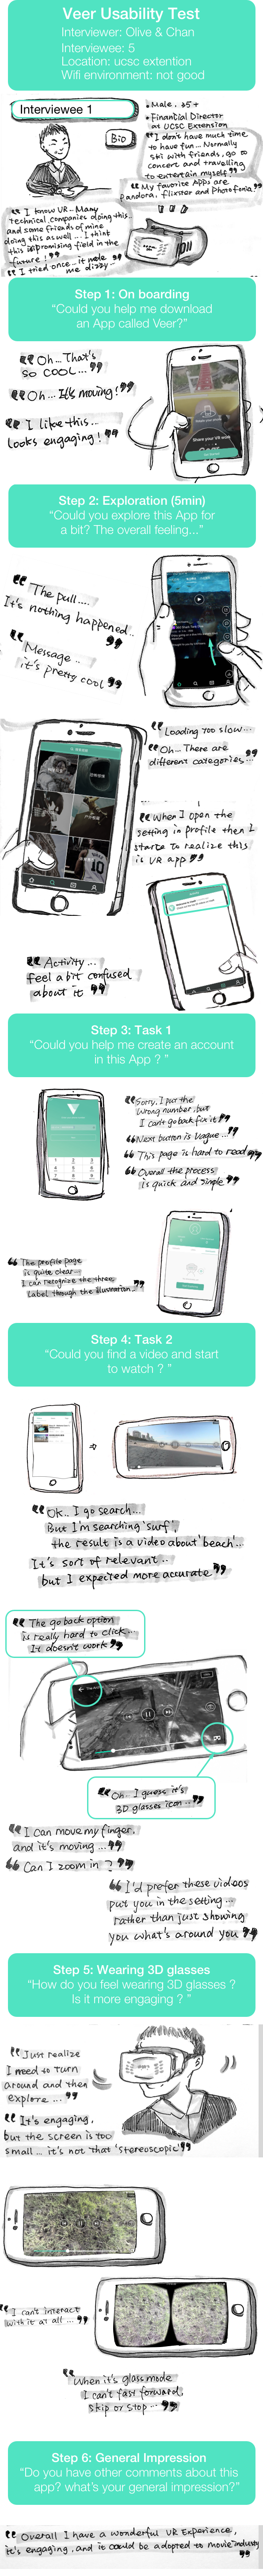 Veer Usability Test
Interviewer: Olive & Chan
Interviewee: 5
Location: ucsc extention
Wifi environment: not good
Interviewee 1
Bio
• Male, 35+
• Financial Director
at UCSC Extension
"I don't have much time
to have fun... Normally
ski with friends, go to
concert and travelling
to entertain myself."
"My favorite Apps are
Pandora, flixter and Photofonia."
"I know VR... Many
technical companies doing this
and some friends of mine
doing this as well... I think
this is promising field in the
future!"
"I tried once... it made
me dizzy..."
Step 1: On boarding
“Could you help me download
an App called Veer?”
"Oh... That's
so COOL..."
"Oh... It's moving!"
"I like this...
Looks engaging!"
Share your VR world
Step 2: Exploration (5min)
“Could you explore this App for
a bit? The overall feeling...”
"The pull....
It's nothing happened..
"
"Message..
it's pretty cool"
"Loading too slow...
"Oh... There are
different categories..."
"When I open the
setting in profile then I
starte to realize this
is VR app"
"Activity...
feel a bit confused
about it"
Step 3: Task 1
“Could you help me create an account
in this App ? ”
"Sorry, I put the
wrong number, but
I can't go back fix it"
"Next button is Vague..."
"This page is hard to read"
"Overall the process
is quick and simple"
"The profile page
is quite clear...
I can recognize the three
label through the illustration.."
Step 4: Task 2
“Could you find a video and start
to watch ? ”
"Ok.. I go search...
But I'm searching 'surf',
the result is a video about 'beach'...
It's sort of relevant..
but I expected more accurate"
"The go back option
is really hard to click...
It doesn't work"
"Oh.. I guess it's
3D glasses icon.."
"I can move my finger,
and it's moving..."
"Can I zoom in?"
"I'd prefer these videos
put you in the setting...
rather than just showing
you what's around you"
Step 5: Wearing 3D glasses
“How do you feel wearing 3D glasses ?
Is it more engaging ? ”
"Just realize
I need to turn
around and then
explore..."
"It's engaging,
but the screen is too
small... it's not that 'stereoscopic'"
"I can't interact
with it at all..."
"When it's glass mode
I can't fast forward,
skip or stop..."
Step 6: General Impression
“Do you have other comments about this
app? what’s your general impression?”
"Overall I have a wonderful VR Experience,
it's engaging, and it could be adopted to movie industry
"